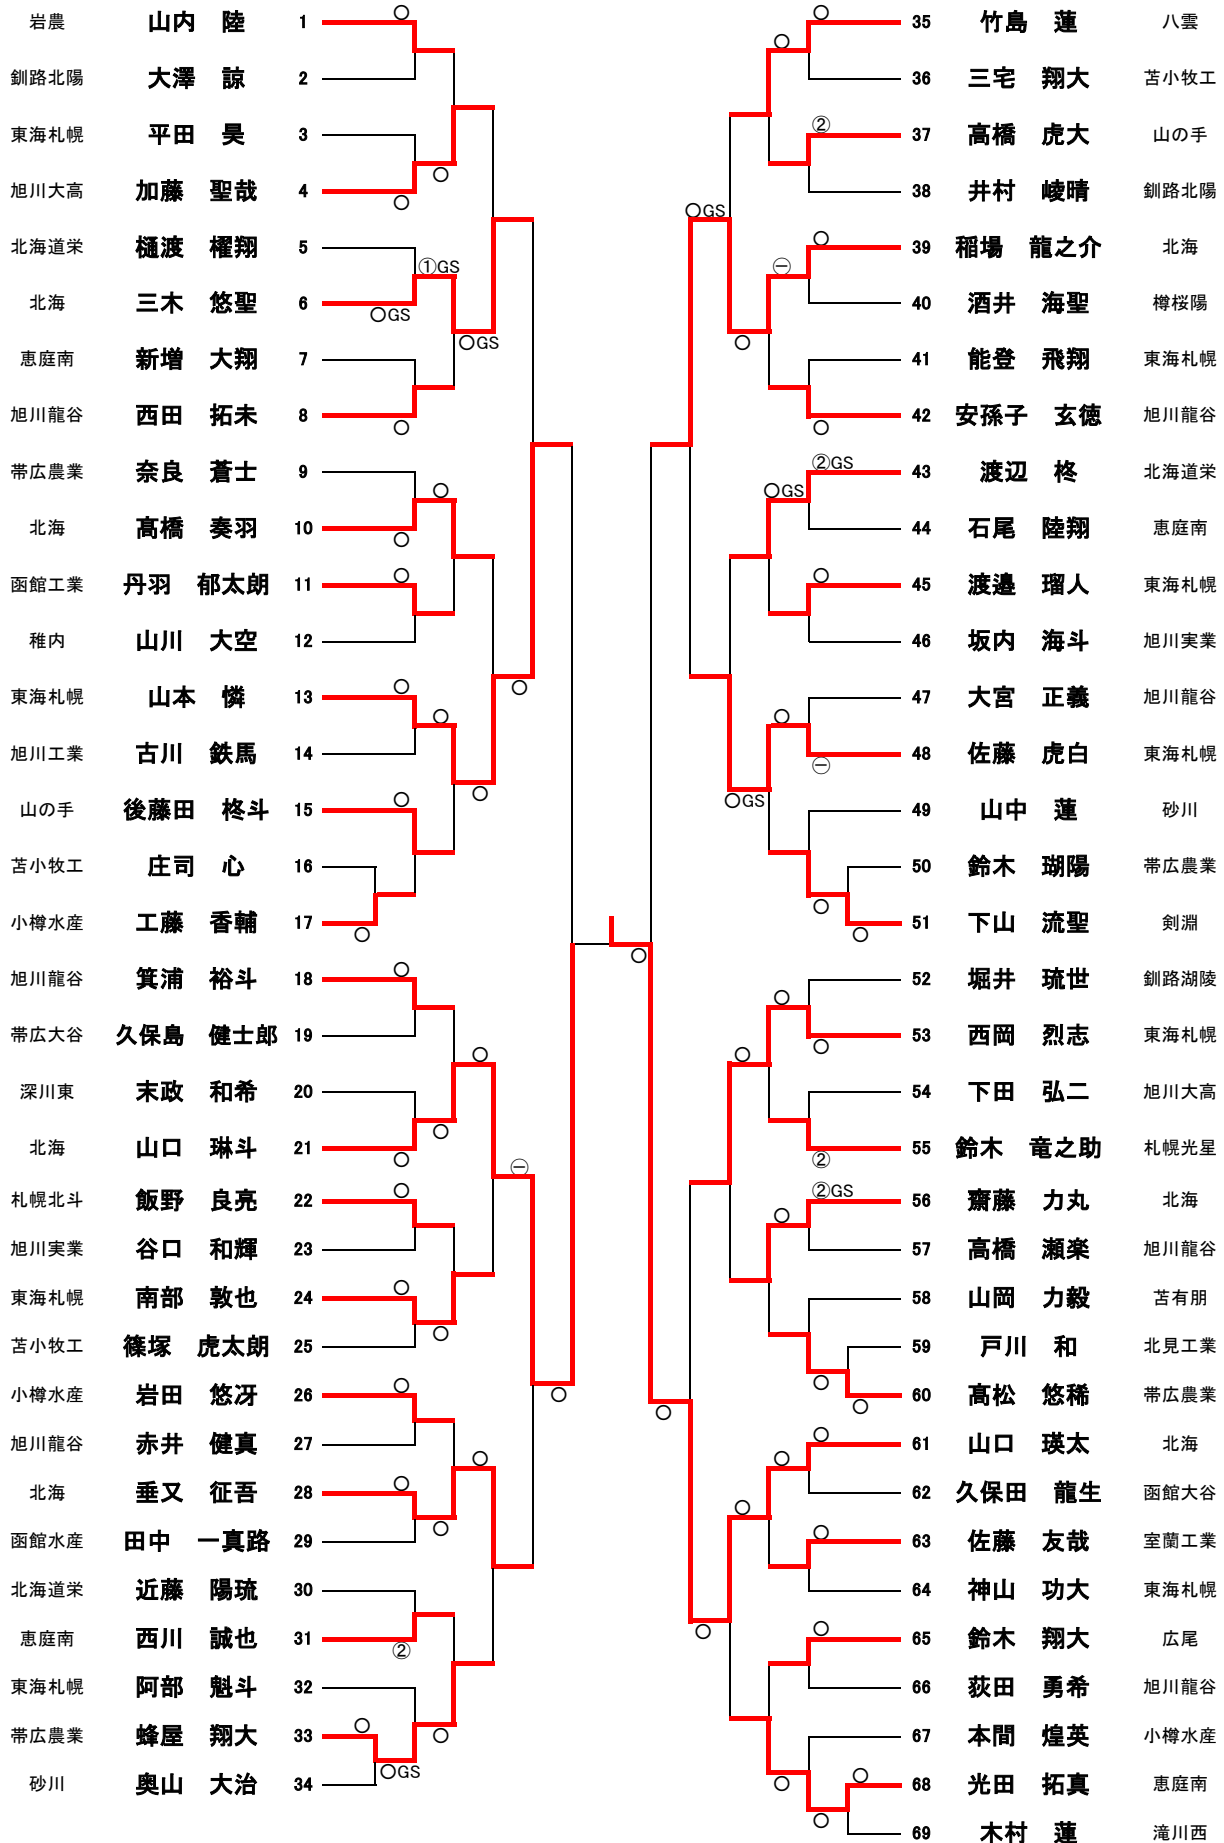 岩農 山内 陸 1 ○
釧路北陽 大澤 諒 2
東海札幌 平田 昊 3
○
旭川大高 加藤 聖哉 4
○
北海道栄 樋渡 櫂翔 5
①GS
北海 三木 悠聖 6
○GS
○GS
恵庭南 新増 大翔 7
旭川龍谷 西田 拓未 8
○
帯広農業 奈良 蒼士 9
○
北海 髙橋 奏羽 10
○
函館工業 丹羽 郁太朗 11 ○
稚内 山川 大空 12
○
東海札幌 山本 憐 13 ○
○
旭川工業 古川 鉄馬 14
○
山の手 後藤田 柊斗 15 ○
苫小牧工 庄司 心 16
小樽水産 工藤 香輔 17
○
旭川龍谷 箕浦 裕斗 18 ○
帯広大谷 久保島 健士郎 19
○
深川東 末政 和希 20
○
北海 山口 琳斗 21
○
㊀
札幌北斗 飯野 良亮 22 ○
旭川実業 谷口 和輝 23
東海札幌 南部 敦也 24 ○
○
苫小牧工 篠塚 虎太朗 25
○
小樽水産 岩田 悠冴 26 ○
旭川龍谷 赤井 健真 27
○
北海 垂又 征吾 28 ○
○
函館水産 田中 一真路 29
北海道栄 近藤 陽琉 30
恵庭南 西川 誠也 31
②
東海札幌 阿部 魁斗 32
○
帯広農業 蜂屋 翔大 33 ○
○GS
砂川 奥山 大治 34
○
○ 35 竹島 蓮 八雲
○
36 三宅 翔大 苫小牧工
② 37 高橋 虎大 山の手
38 井村 崚晴 釧路北陽
○GS
○ 39 稲場 龍之介 北海
㊀
40 酒井 海聖 樽桜陽
○
41 能登 飛翔 東海札幌
42 安孫子 玄徳 旭川龍谷
○
②GS 43 渡辺 柊 北海道栄
○GS
44 石尾 陸翔 恵庭南
○ 45 渡邉 瑠人 東海札幌
46 坂内 海斗 旭川実業
47 大宮 正義 旭川龍谷
○
48 佐藤 虎白 東海札幌
㊀
○GS
49 山中 蓮 砂川
50 鈴木 瑚陽 帯広農業
○
51 下山 流聖 剣淵
○
52 堀井 琉世 釧路湖陵
○
53 西岡 烈志 東海札幌
○
○
54 下田 弘二 旭川大高
55 鈴木 竜之助 札幌光星
②
②GS 56 齋藤 力丸 北海
○
57 高橋 瀬楽 旭川龍谷
58 山岡 力毅 苫有朋
59 戸川 和 北見工業
○
60 髙松 悠稀 帯広農業
○
○
○ 61 山口 瑛太 北海
○
62 久保田 龍生 函館大谷
○
○ 63 佐藤 友哉 室蘭工業
64 神山 功大 東海札幌
○
○ 65 鈴木 翔大 広尾
66 荻田 勇希 旭川龍谷
67 本間 煌英 小樽水産
○
○ 68 光田 拓真 恵庭南
○
69 木村 蓮 滝川西